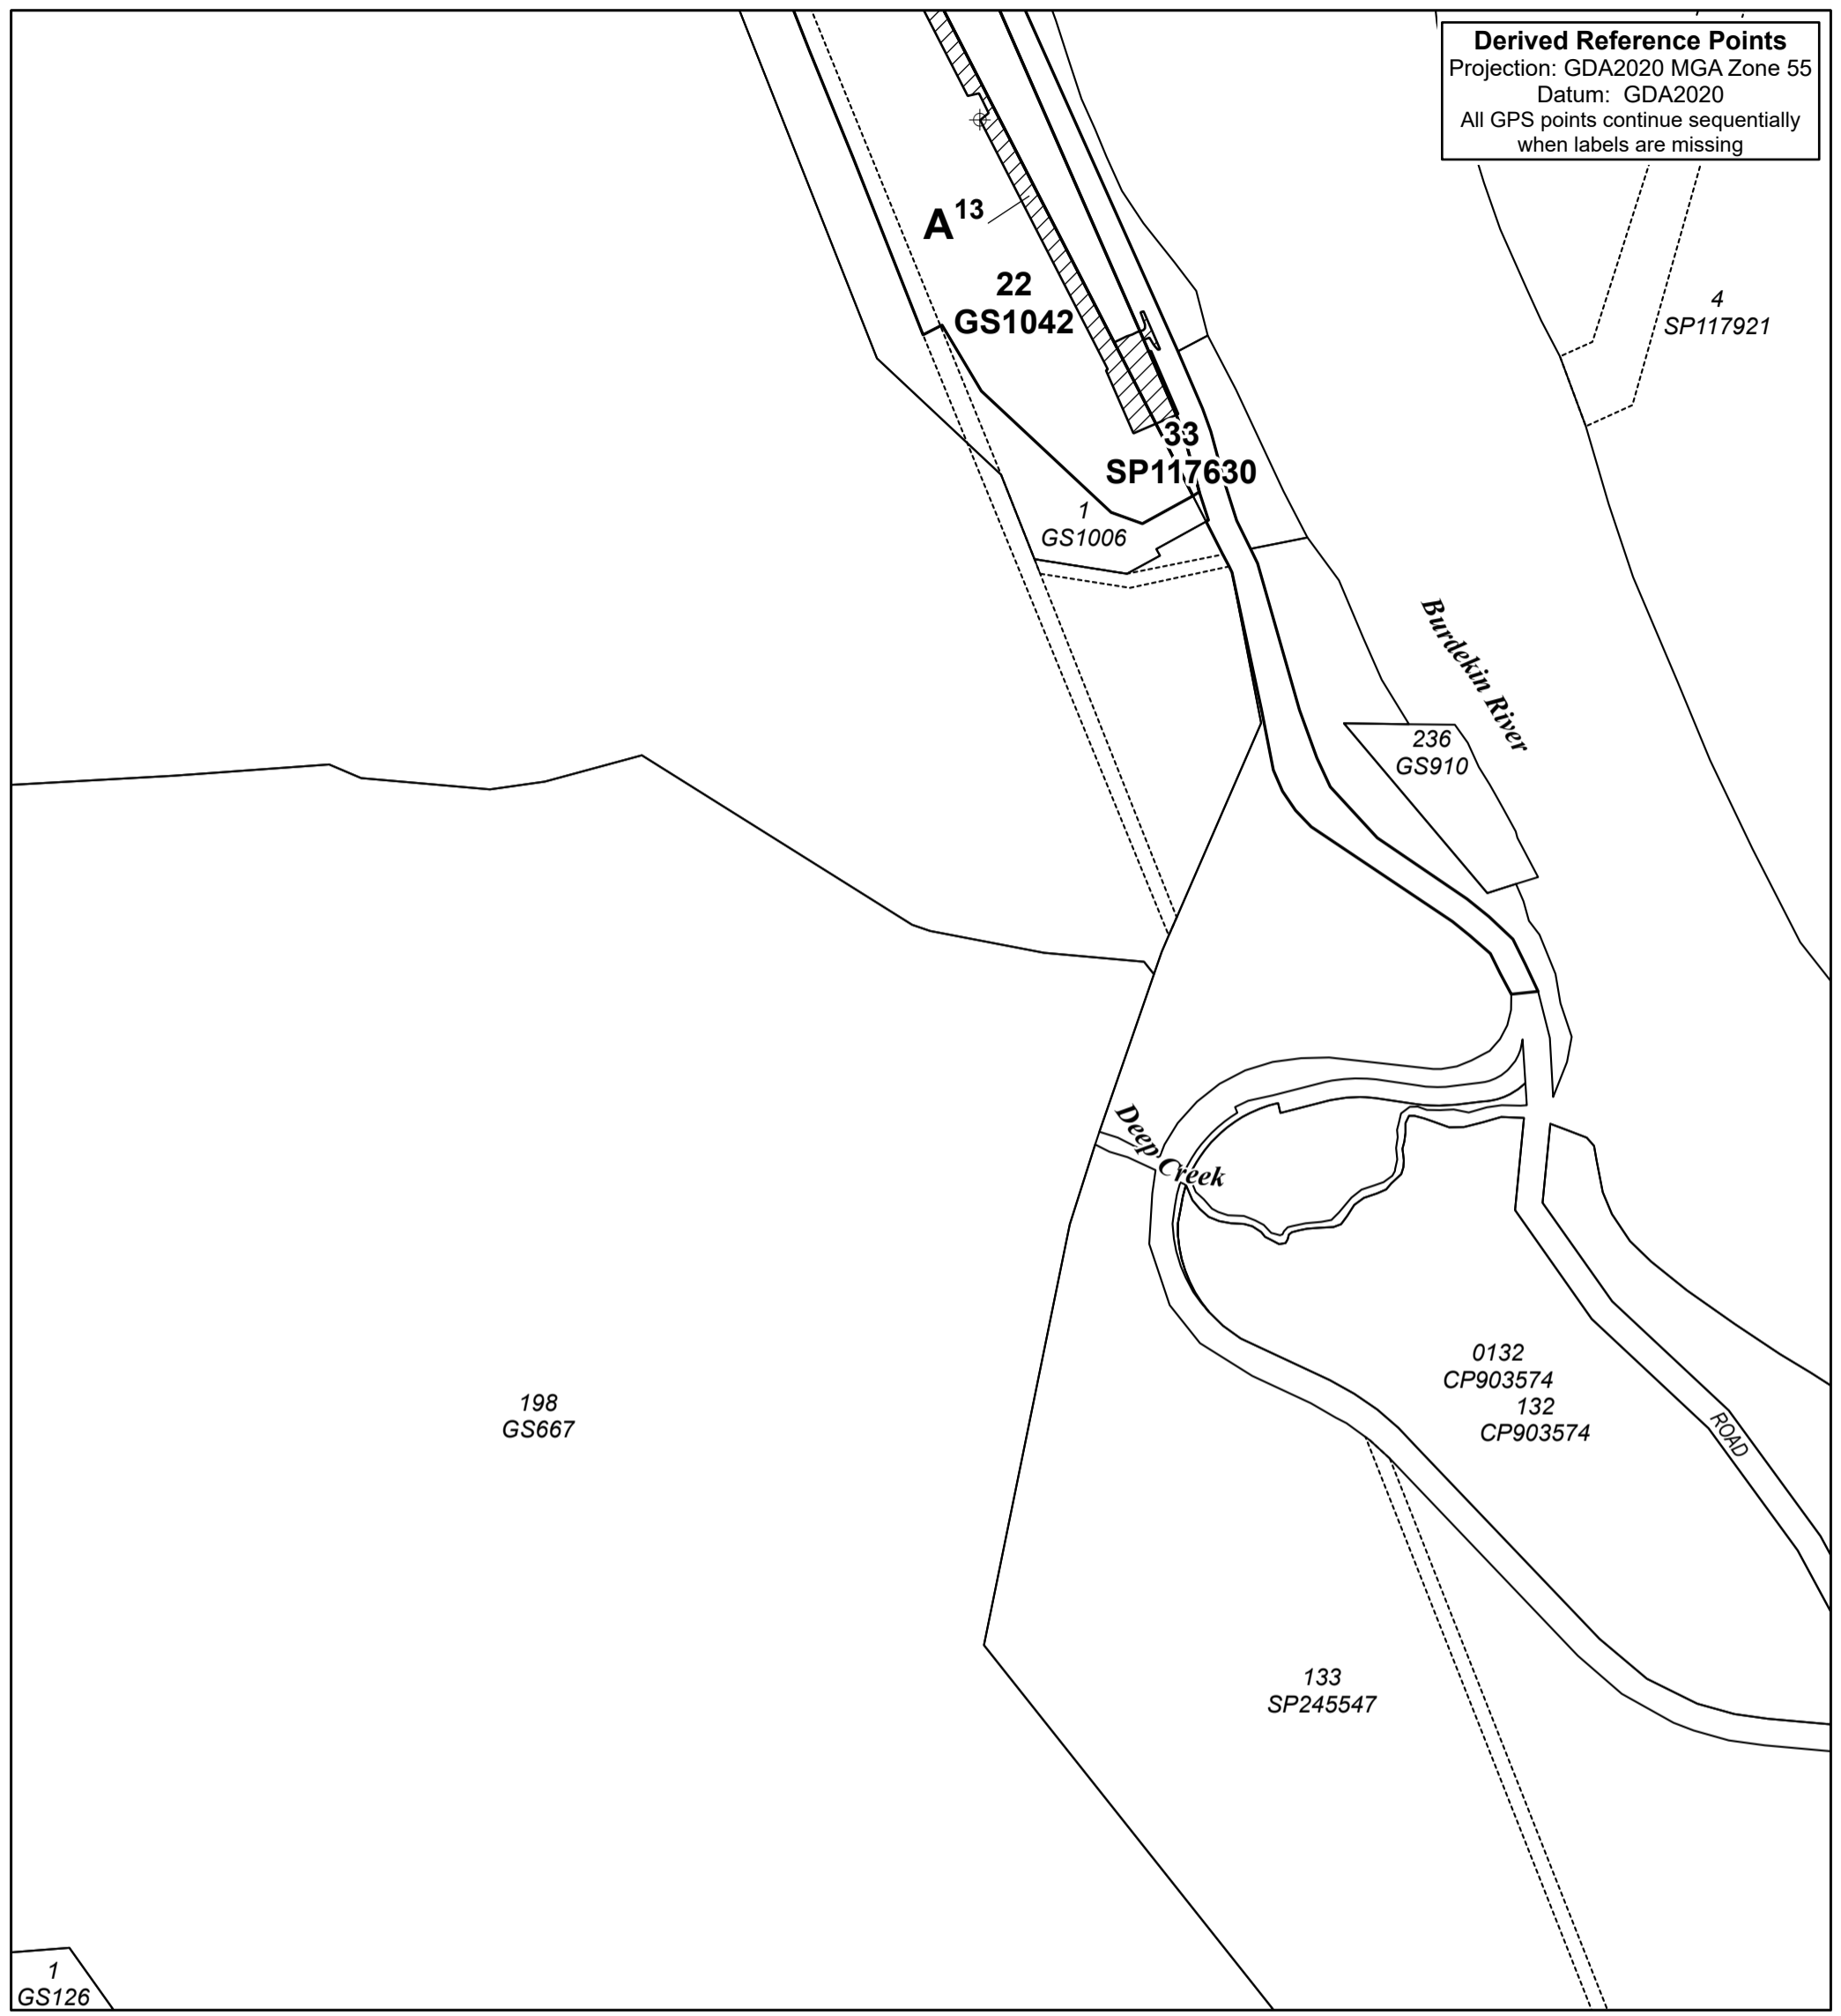 Derived Reference Points
Projection: GDA2020 MGA Zone 55
Datum: GDA2020
All GPS points continue sequentially
when labels are missing
A13
22
GS1042
4
SP117921
33
SP117630
1
GS1006
Burdekin River
236
GS910
Deep Creek
0132
CP903574
132
CP903574
ROAD
198
GS667
133
SP245547
1
GS126